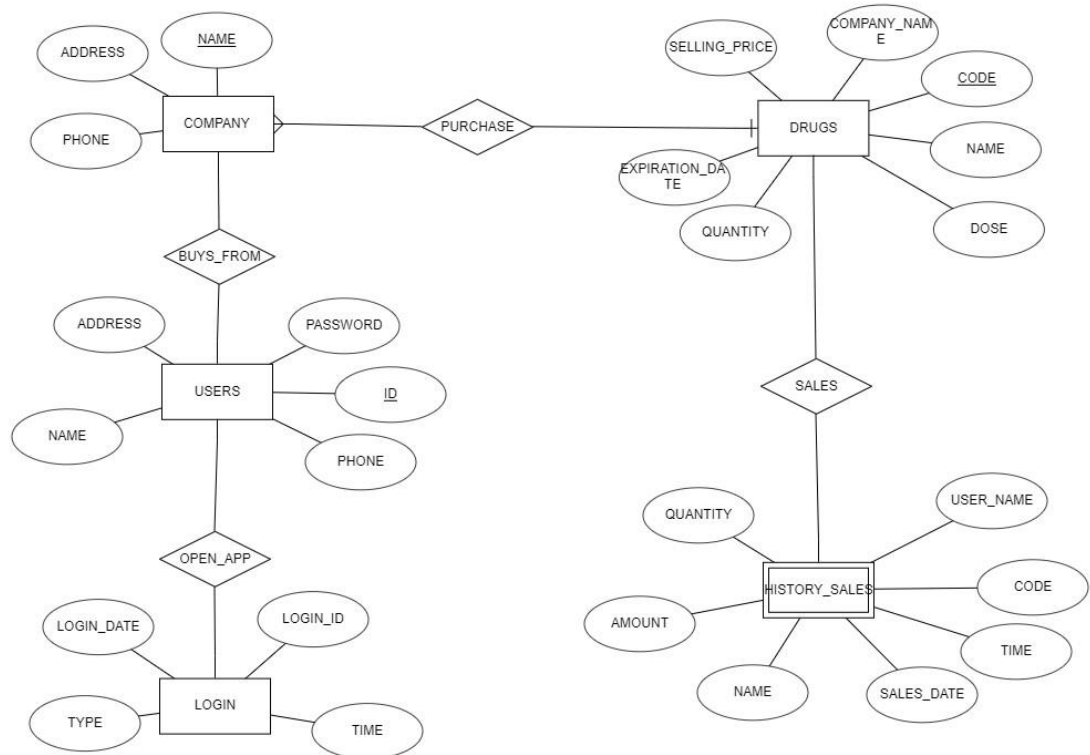 COMPANY_NAM
E
NAME
ADDRESS
SELLING_PRICE
CODE
COMPANY
PURCHASE
DRUGS
PHONE
NAME
EXPIRATION_DA
TE
QUANTITY
DOSE
BUYS_FROM
ADDRESS
PASSWORD
USERS
ID
SALES
NAME
PHONE
QUANTITY
USER_NAME
OPEN_APP
HISTORY_SALES
CODE
LOGIN_DATE
LOGIN_ID
AMOUNT
TIME
NAME
SALES_DATE
LOGIN
TYPE
TIME